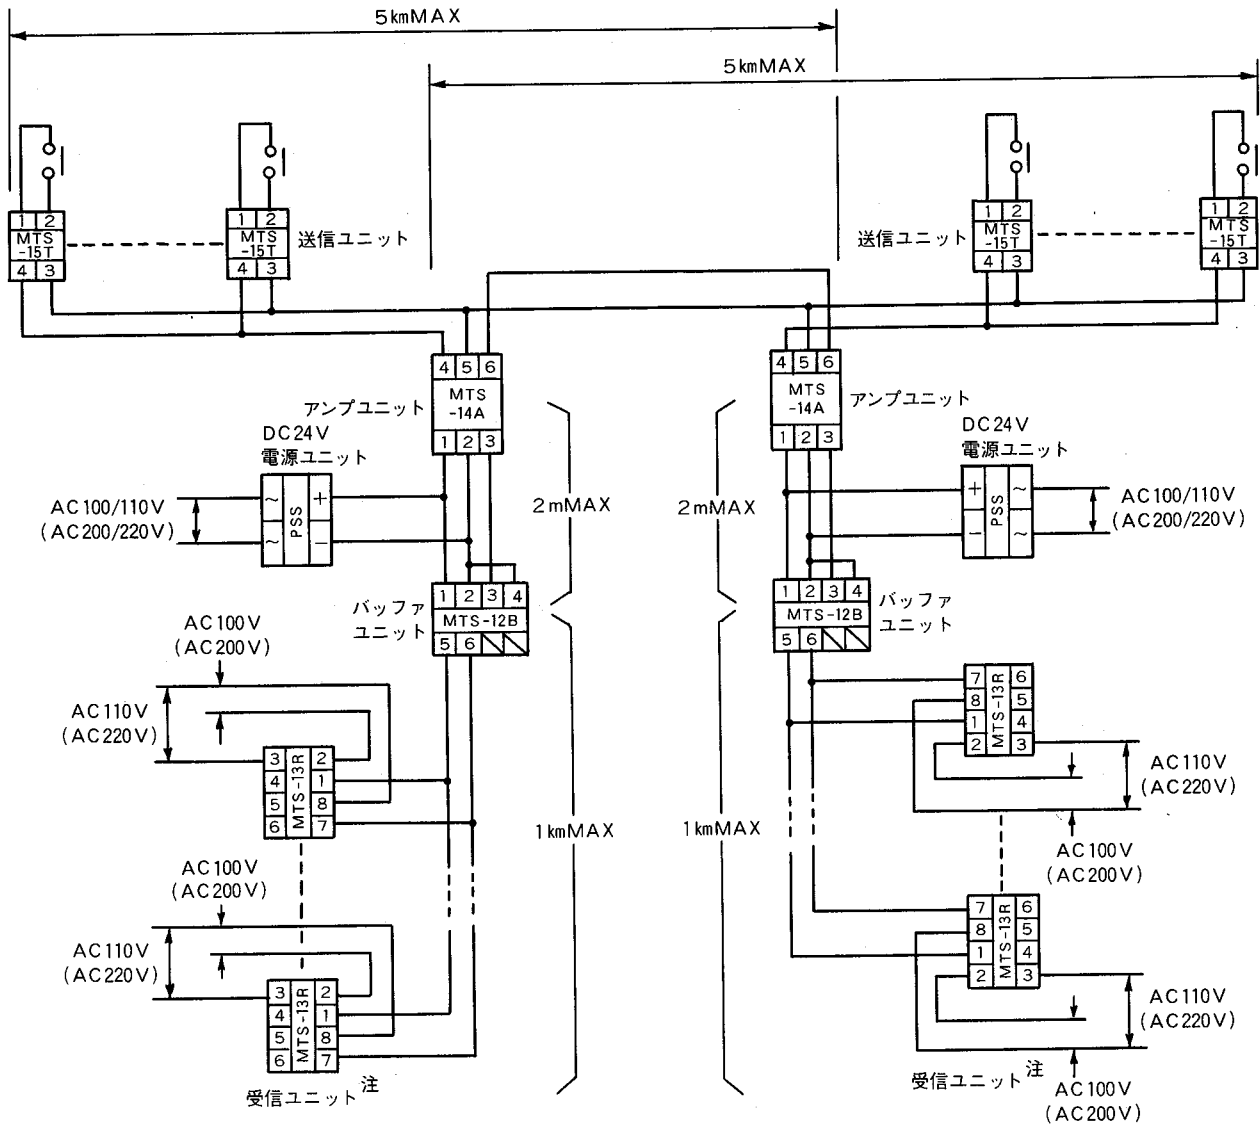 5kmMAX
5kmMAX
1 2
MTS
-15T
4 3
1 2
MTS
-15T
4 3
送信ユニット
送信ユニット
1 2
MTS
-15T
4 3
1 2
MTS
-15T
4 3
4 5 6
MTS
-14A
1 2 3
アンプユニット
4 5 6
MTS
-14A
1 2 3
アンプユニット
DC24V
電源ユニット
~ +
PSS
~ −
AC100/110V
(AC200/220V)
2mMAX
2mMAX
DC24V
電源ユニット
+ ~
PSS
− ~
AC100/110V
(AC200/220V)
バッファ
ユニット
1 2 3 4
MTS-12B
5 6
1 2 3 4
MTS-12B
5 6
バッファ
ユニット
AC100V
(AC200V)
AC110V
(AC220V)
3 2
4 1
5 8
6 7
MTS-13R
7 6
8 5
1 4
2 3
MTS-13R
AC110V
(AC220V)
AC100V
(AC200V)
1kmMAX
1kmMAX
AC100V
(AC200V)
AC110V
(AC220V)
3 2
4 1
5 8
6 7
MTS-13R
受信ユニット注
7 6
8 5
1 4
2 3
MTS-13R
AC110V
(AC220V)
受信ユニット注
AC100V
(AC200V)